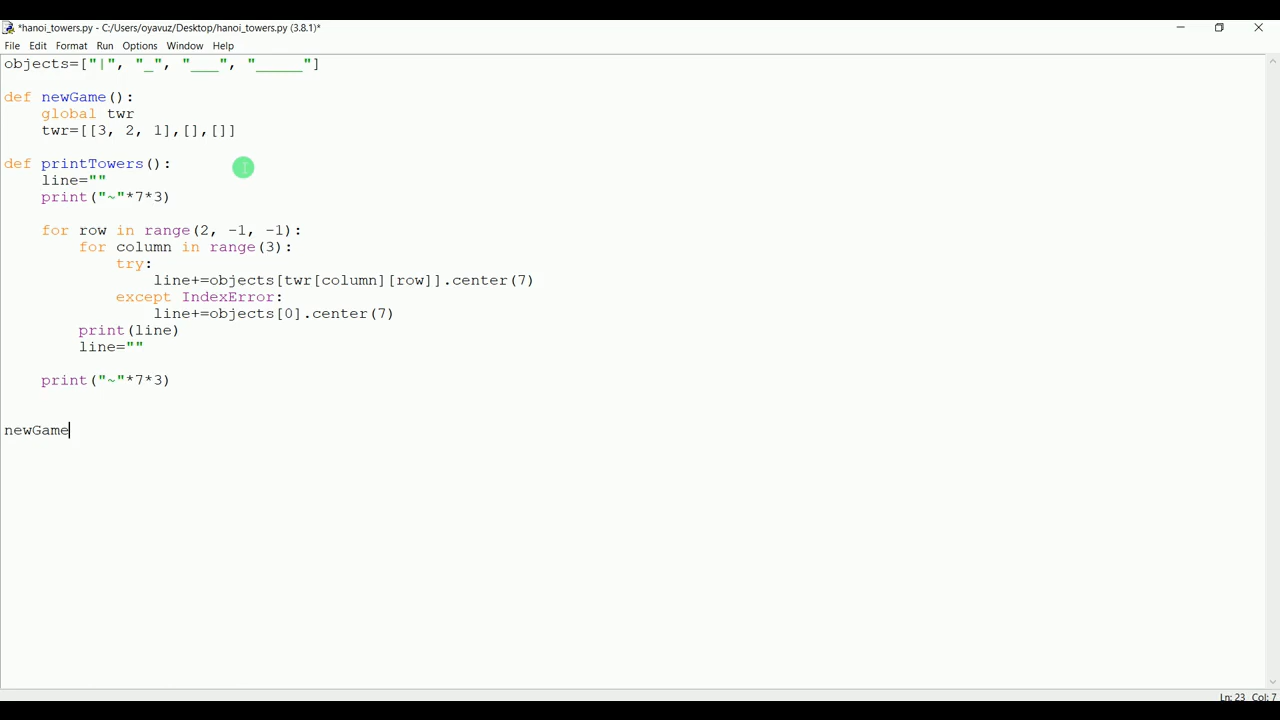 *hanoi_towers.py - C:/Users/oyavuz/Desktop/hanoi_towers.py (3.8.1)*
File Edit Format Run Options Window Help
objects=["|", "_", "___", "_____"]
def newGame():
    global twr
    twr=[[3, 2, 1],[],[]]
def printTowers():
    line=""
    print("~"*7*3)
    for row in range(2, -1, -1):
        for column in range(3):
            try:
                line+=objects[twr[column][row]].center(7)
            except IndexError:
                line+=objects[0].center(7)
        print(line)
        line=""
    print("~"*7*3)
newGame
Ln: 23 Col: 7